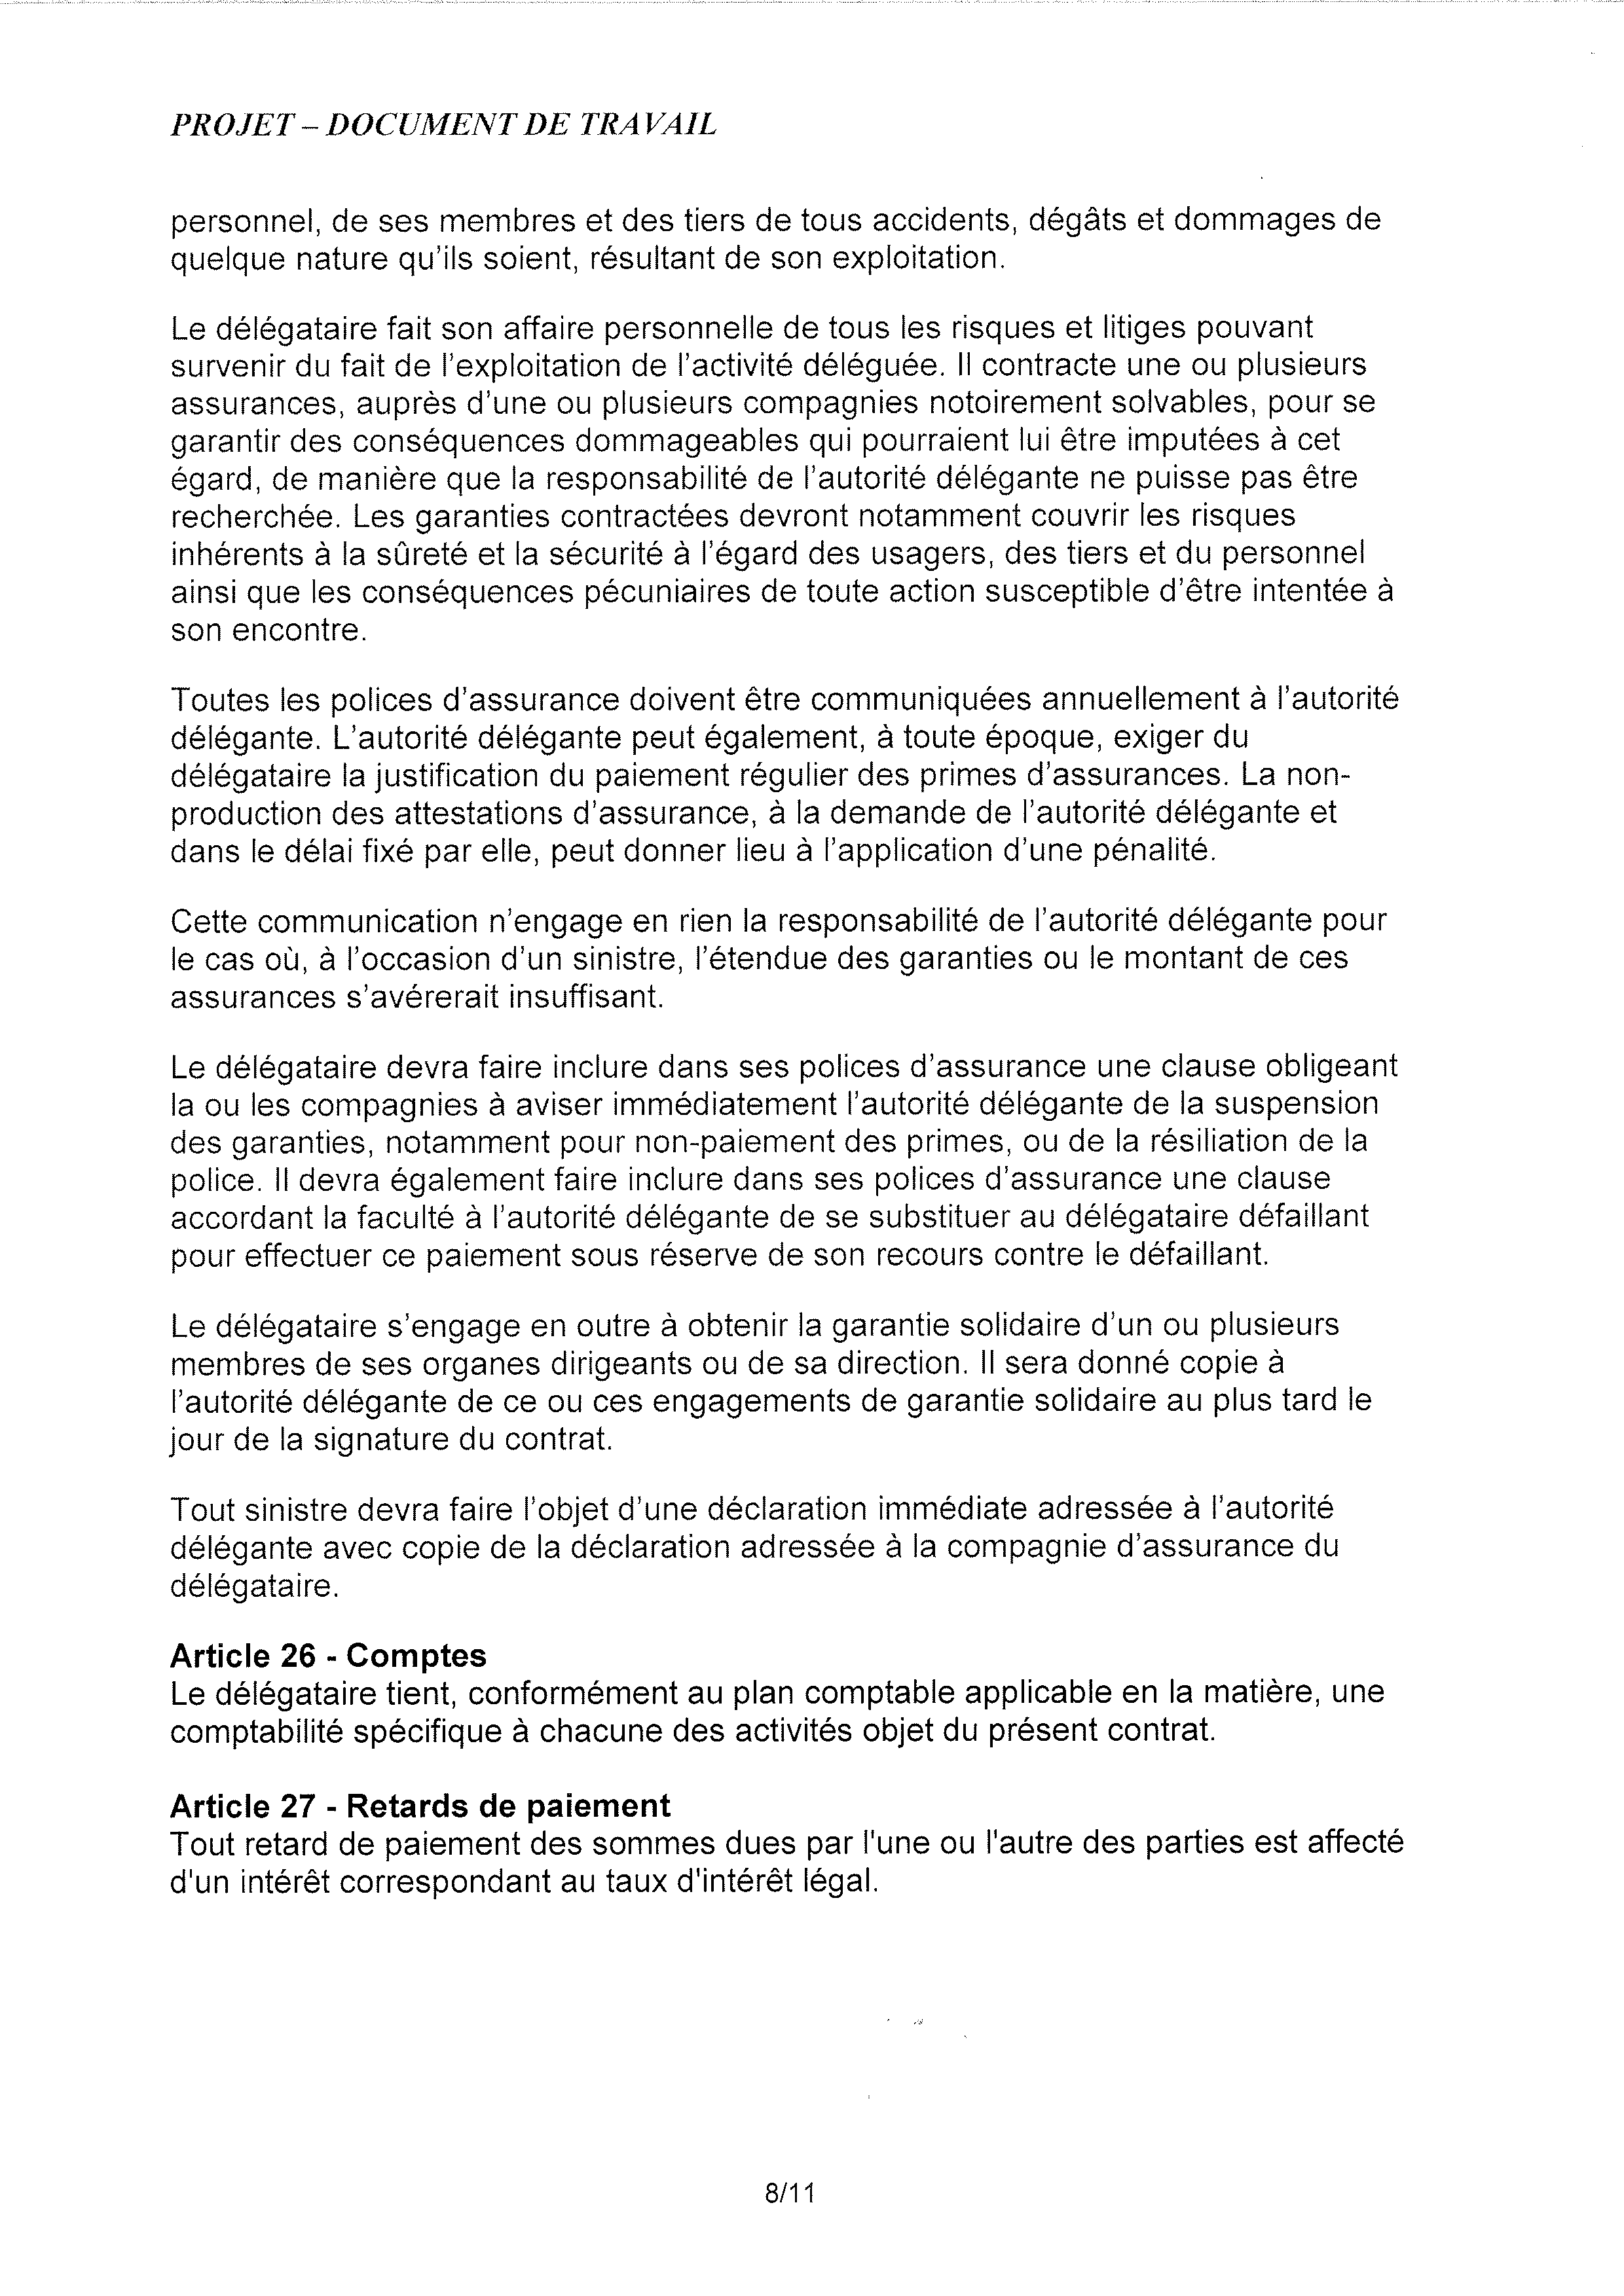 PROJET – DOCUMENT DE TRAVAIL
personnel, de ses membres et des tiers de tous accidents, dégâts et dommages de
quelque nature qu'ils soient, résultant de son exploitation.
Le délégataire fait son affaire personnelle de tous les risques et litiges pouvant
survenir du fait de l'exploitation de l'activité déléguée. Il contracte une ou plusieurs
assurances, auprès d'une ou plusieurs compagnies notoirement solvables, pour se
garantir des conséquences dommageables qui pourraient lui être imputées à cet
égard, de manière que la responsabilité de l'autorité délégante ne puisse pas être
recherchée. Les garanties contractées devront notamment couvrir les risques
inhérents à la sûreté et la sécurité à l'égard des usagers, des tiers et du personnel
ainsi que les conséquences pécuniaires de toute action susceptible d'être intentée à
son encontre.
Toutes les polices d'assurance doivent être communiquées annuellement à l'autorité
délégante. L'autorité délégante peut également, à toute époque, exiger du
délégataire la justification du paiement régulier des primes d'assurances. La non-
production des attestations d'assurance, à la demande de l'autorité délégante et
dans le délai fixé par elle, peut donner lieu à l'application d'une pénalité.
Cette communication n'engage en rien la responsabilité de l'autorité délégante pour
le cas où, à l'occasion d'un sinistre, l'étendue des garanties ou le montant de ces
assurances s'avérerait insuffisant.
Le délégataire devra faire inclure dans ses polices d'assurance une clause obligeant
la ou les compagnies à aviser immédiatement l'autorité délégante de la suspension
des garanties, notamment pour non-paiement des primes, ou de la résiliation de la
police. Il devra également faire inclure dans ses polices d'assurance une clause
accordant la faculté à l'autorité délégante de se substituer au délégataire défaillant
pour effectuer ce paiement sous réserve de son recours contre le défaillant.
Le délégataire s'engage en outre à obtenir la garantie solidaire d'un ou plusieurs
membres de ses organes dirigeants ou de sa direction. Il sera donné copie à
l'autorité délégante de ce ou ces engagements de garantie solidaire au plus tard le
jour de la signature du contrat.
Tout sinistre devra faire l'objet d'une déclaration immédiate adressée à l'autorité
délégante avec copie de la déclaration adressée à la compagnie d'assurance du
délégataire.
Article 26 - Comptes
Le délégataire tient, conformément au plan comptable applicable en la matière, une
comptabilité spécifique à chacune des activités objet du présent contrat.
Article 27 - Retards de paiement
Tout retard de paiement des sommes dues par l'une ou l'autre des parties est affecté
d'un intérêt correspondant au taux d'intérêt légal.
8/11